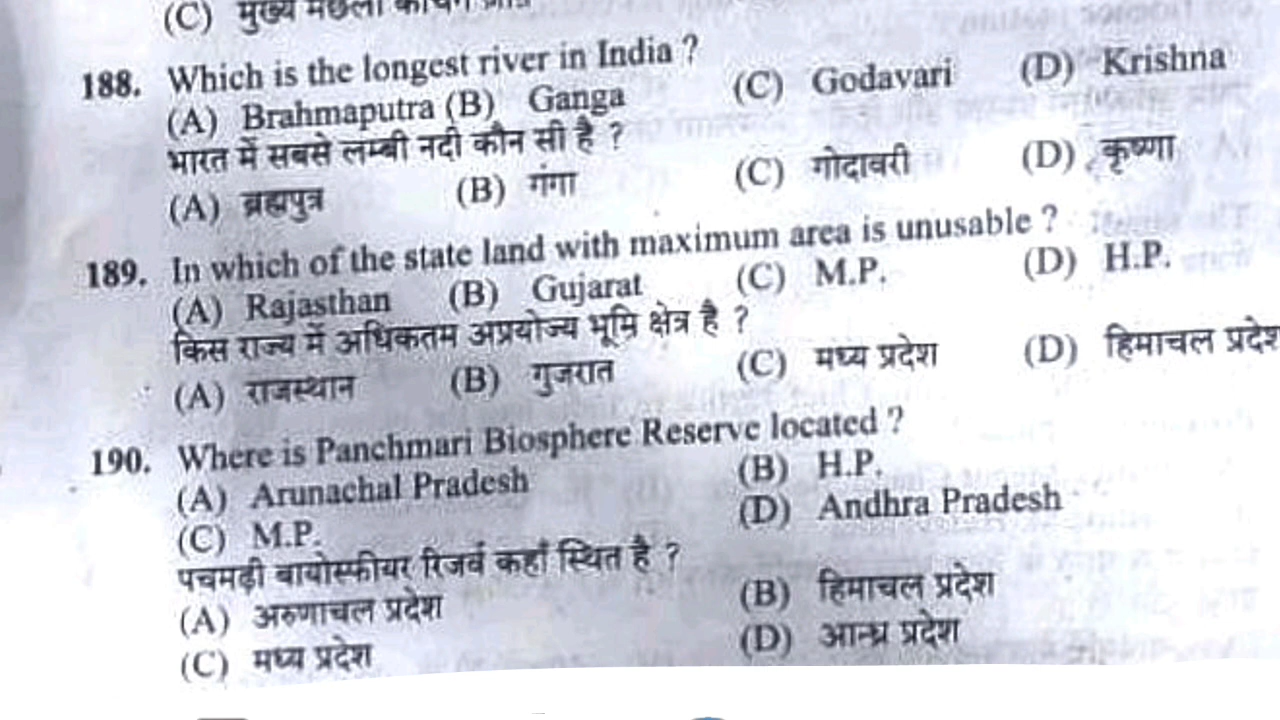 (C) मुख्य मछली
188. Which is the longest river in India ?
(A) Brahmaputra (B) Ganga (C) Godavari (D) Krishna
भारत में सबसे लम्बी नदी कौन सी है ?
(A) ब्रह्मपुत्र (B) गंगा (C) गोदावरी (D) कृष्णा
189. In which of the state land with maximum area is unusable ?
(A) Rajasthan (B) Gujarat (C) M.P. (D) H.P.
किस राज्य में अधिकतम अप्रयोज्य भूमि क्षेत्र है ?
(A) राजस्थान (B) गुजरात (C) मध्य प्रदेश (D) हिमाचल प्रदेश
190. Where is Panchmari Biosphere Reserve located ?
(A) Arunachal Pradesh (B) H.P.
(C) M.P. (D) Andhra Pradesh
पचमढ़ी बायोस्फीयर रिजर्व कहाँ स्थित है ?
(A) अरुणाचल प्रदेश (B) हिमाचल प्रदेश
(C) मध्य प्रदेश (D) आन्ध्र प्रदेश